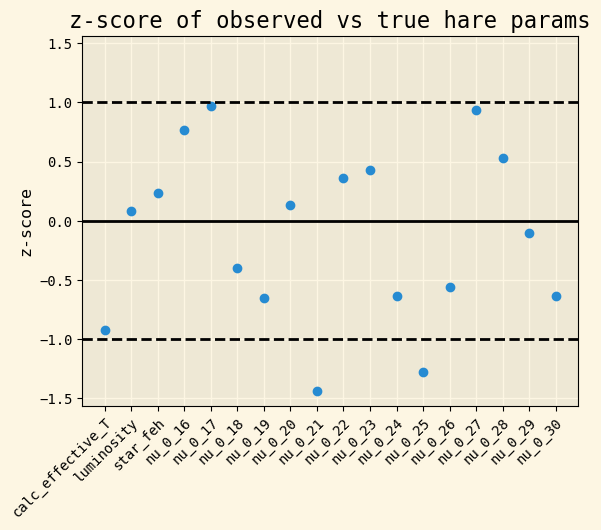 z-score of observed vs true hare params
z-score
1.5
1.0
0.5
0.0
−0.5
−1.0
−1.5
calc_effective_T
luminosity
star_feh
nu_0_16
nu_0_17
nu_0_18
nu_0_19
nu_0_20
nu_0_21
nu_0_22
nu_0_23
nu_0_24
nu_0_25
nu_0_26
nu_0_27
nu_0_28
nu_0_29
nu_0_30